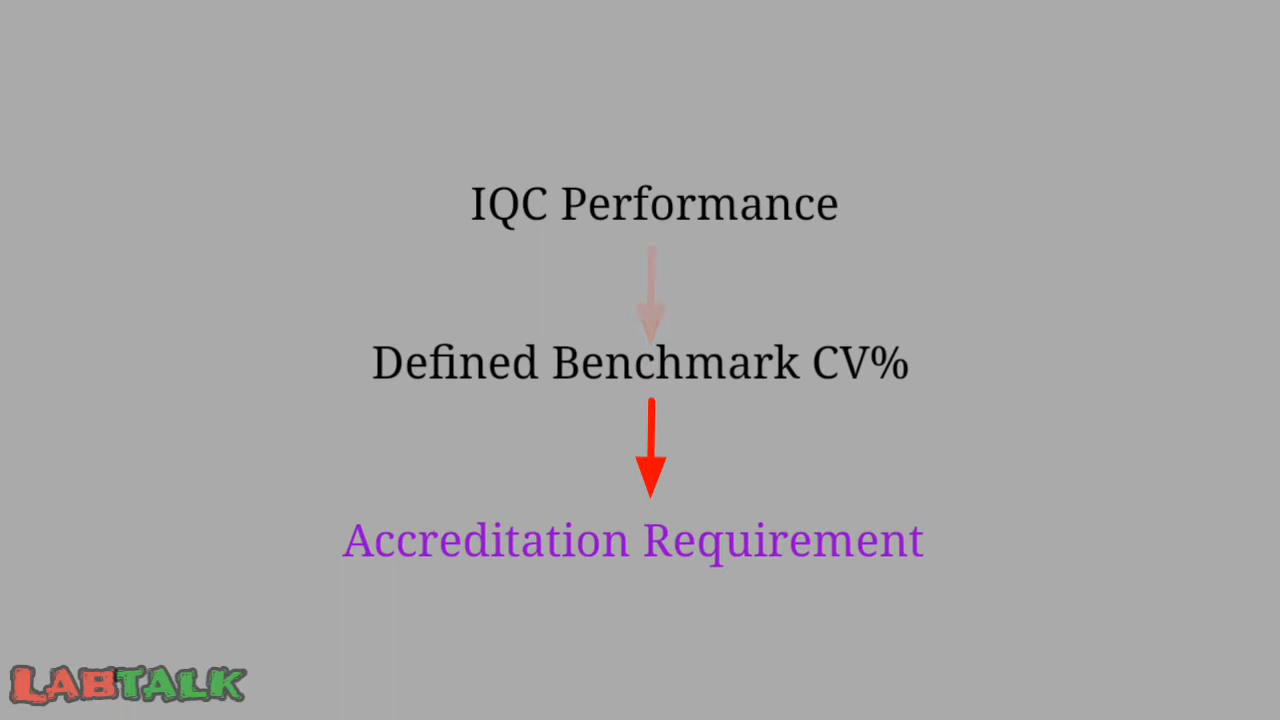 IQC Performance
Defined Benchmark CV%
Accreditation Requirement
LABTALK